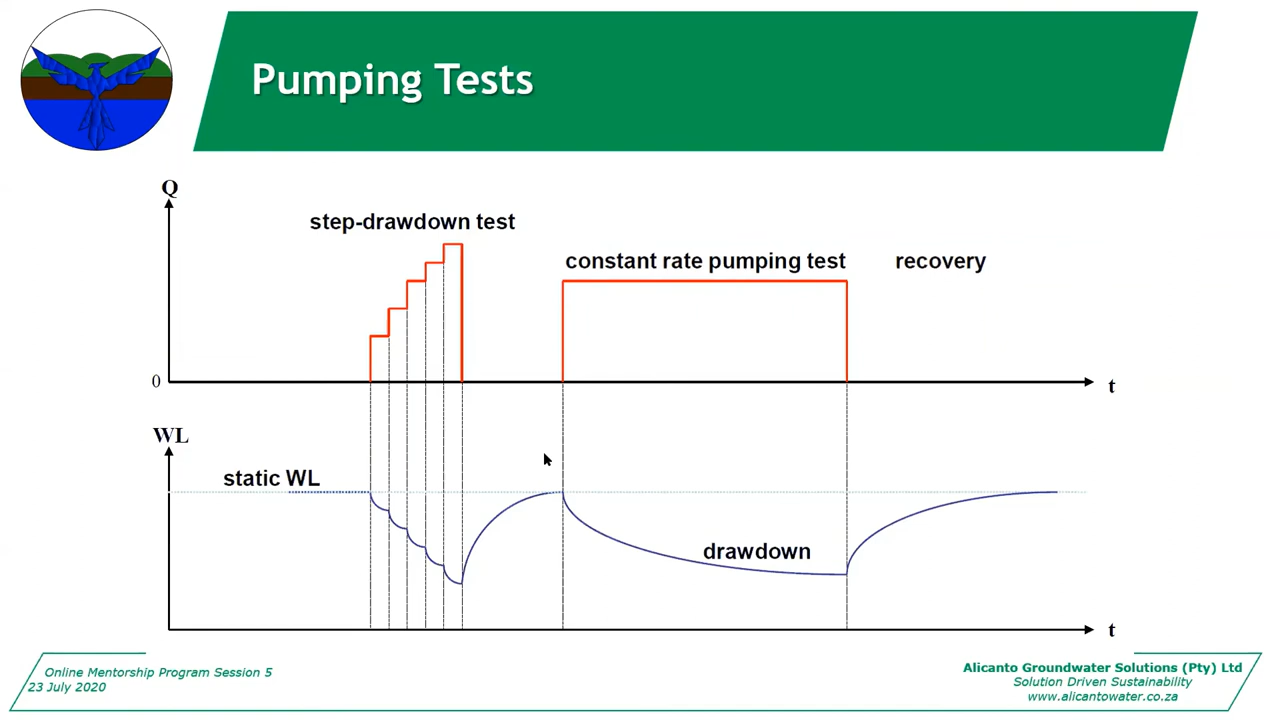 Pumping Tests
Q
step-drawdown test
constant rate pumping test
recovery
0
t
WL
static WL
drawdown
t
Online Mentorship Program Session 5
23 July 2020
Alicanto Groundwater Solutions (Pty) Ltd
Solution Driven Sustainability
www.alicantowater.co.za